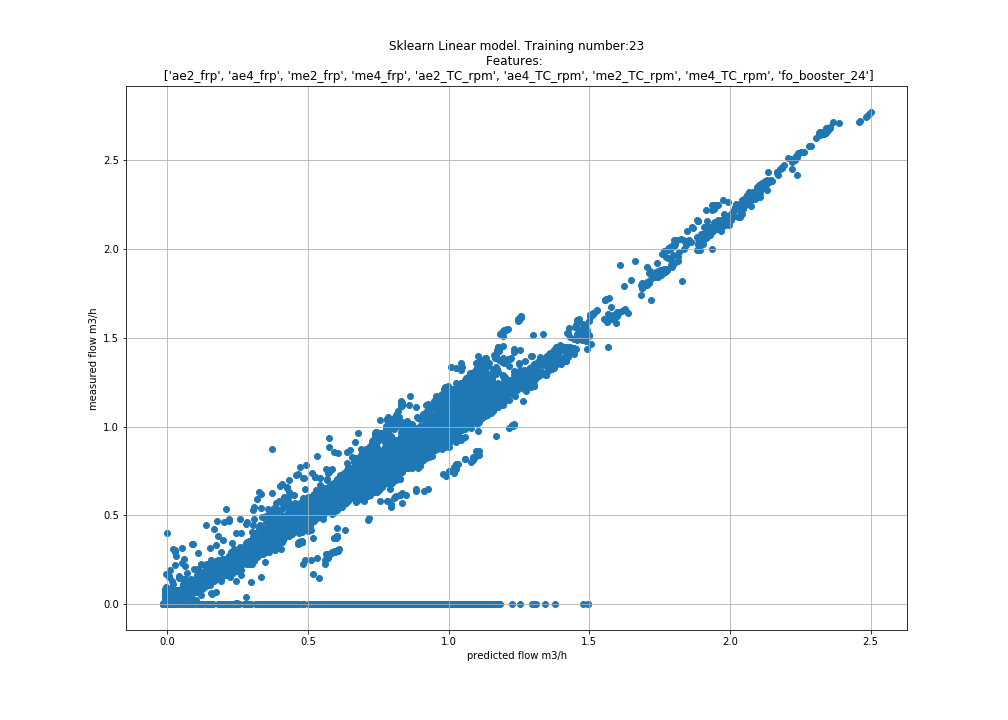 Sklearn Linear model. Training number:23
Features:
['ae2_frp', 'ae4_frp', 'me2_frp', 'me4_frp', 'ae2_TC_rpm', 'ae4_TC_rpm', 'me2_TC_rpm', 'me4_TC_rpm', 'fo_booster_24']
measured flow m3/h
2.5
2.0
1.5
1.0
0.5
0.0
0.0 0.5 1.0 1.5 2.0 2.5
predicted flow m3/h